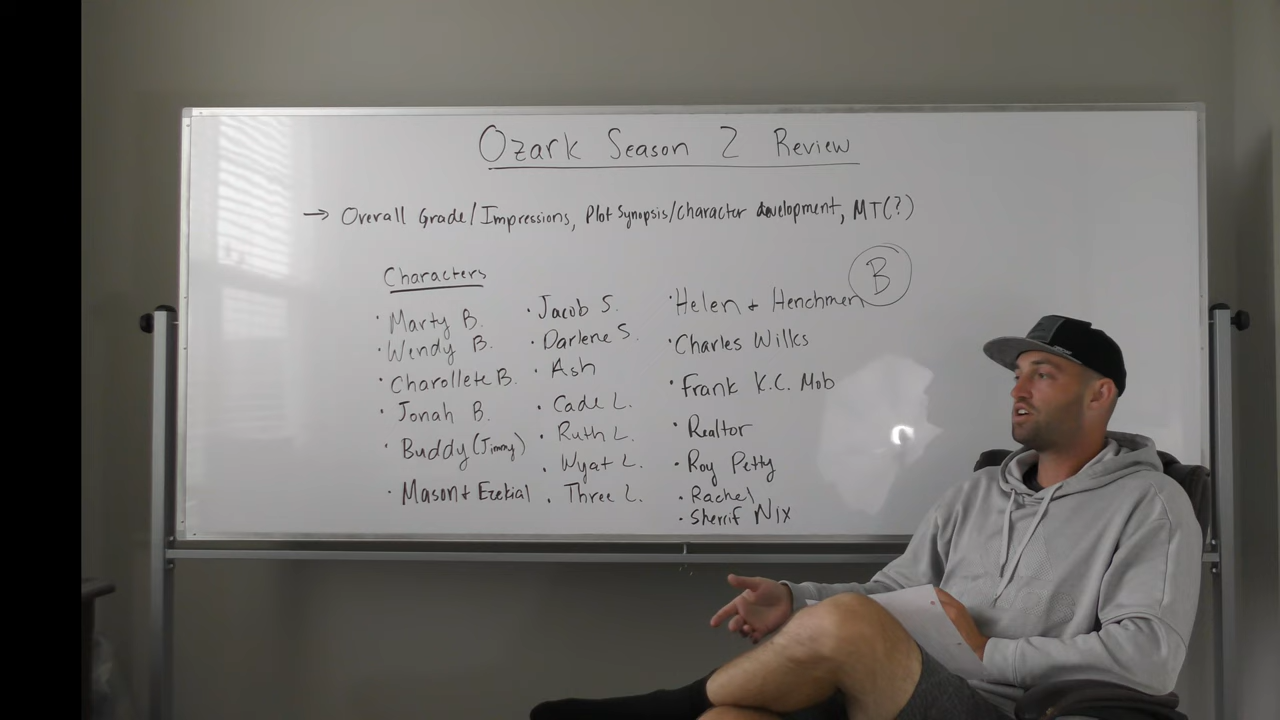 Ozark Season 2 Review
→ Overall Grade/Impressions, Plot Synopsis/Character development, MT(?)
B
Characters
· Marty B.
· Wendy B.
· Charollete B.
· Jonah B.
· Buddy (Jimmy)
· Mason + Ezekial
· Jacob S.
· Darlene S.
· Ash
· Cade L.
· Ruth L.
· Wyat L.
· Three L.
· Helen + Henchmen
· Charles Wilks
· Frank K.C. Mob
· Realtor
· Roy Petty
· Rachel
· Sherrif Nix